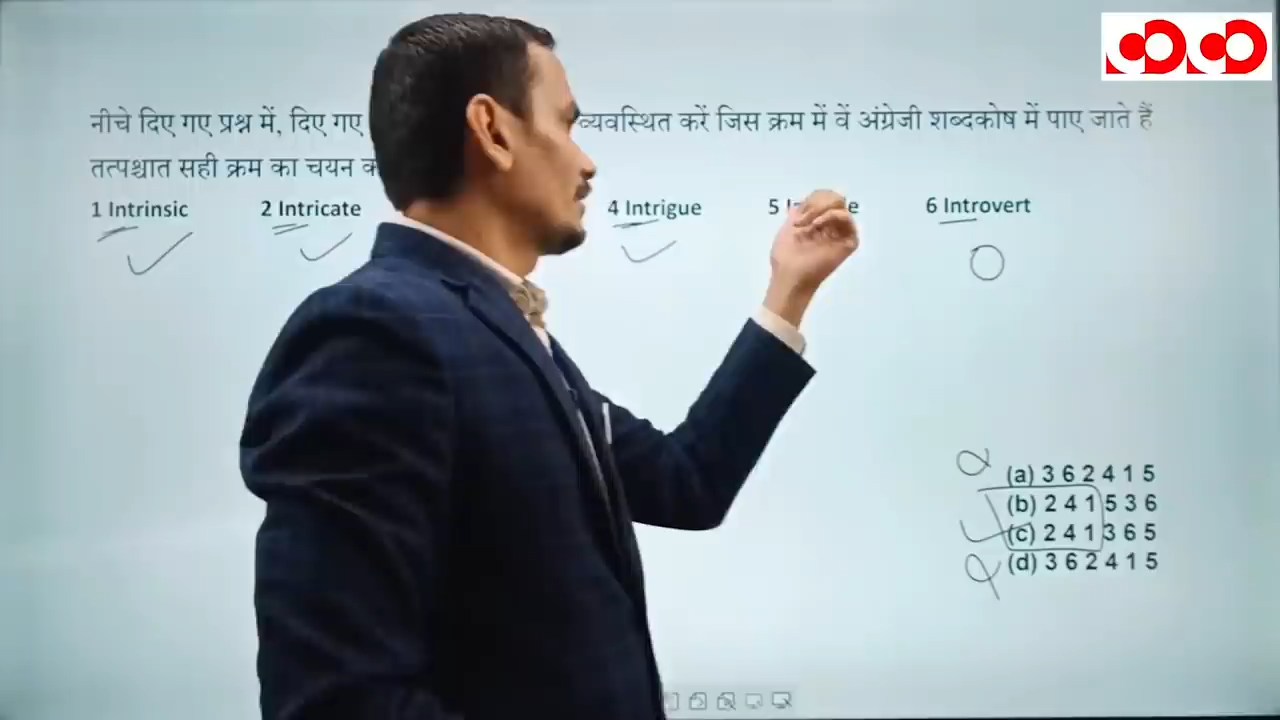 नीचे दिए गए प्रश्न में, दिए गए व्यवस्थित करें जिस क्रम में वें अंग्रेजी शब्दकोष में पाए जाते हैं
तत्पश्चात सही क्रम का चयन
1 Intrinsic 2 Intricate 4 Intrigue 5 6 Introvert
(a) 3 6 2 4 1 5
(b) 2 4 1 5 3 6
(c) 2 4 1 3 6 5
(d) 3 6 2 4 1 5